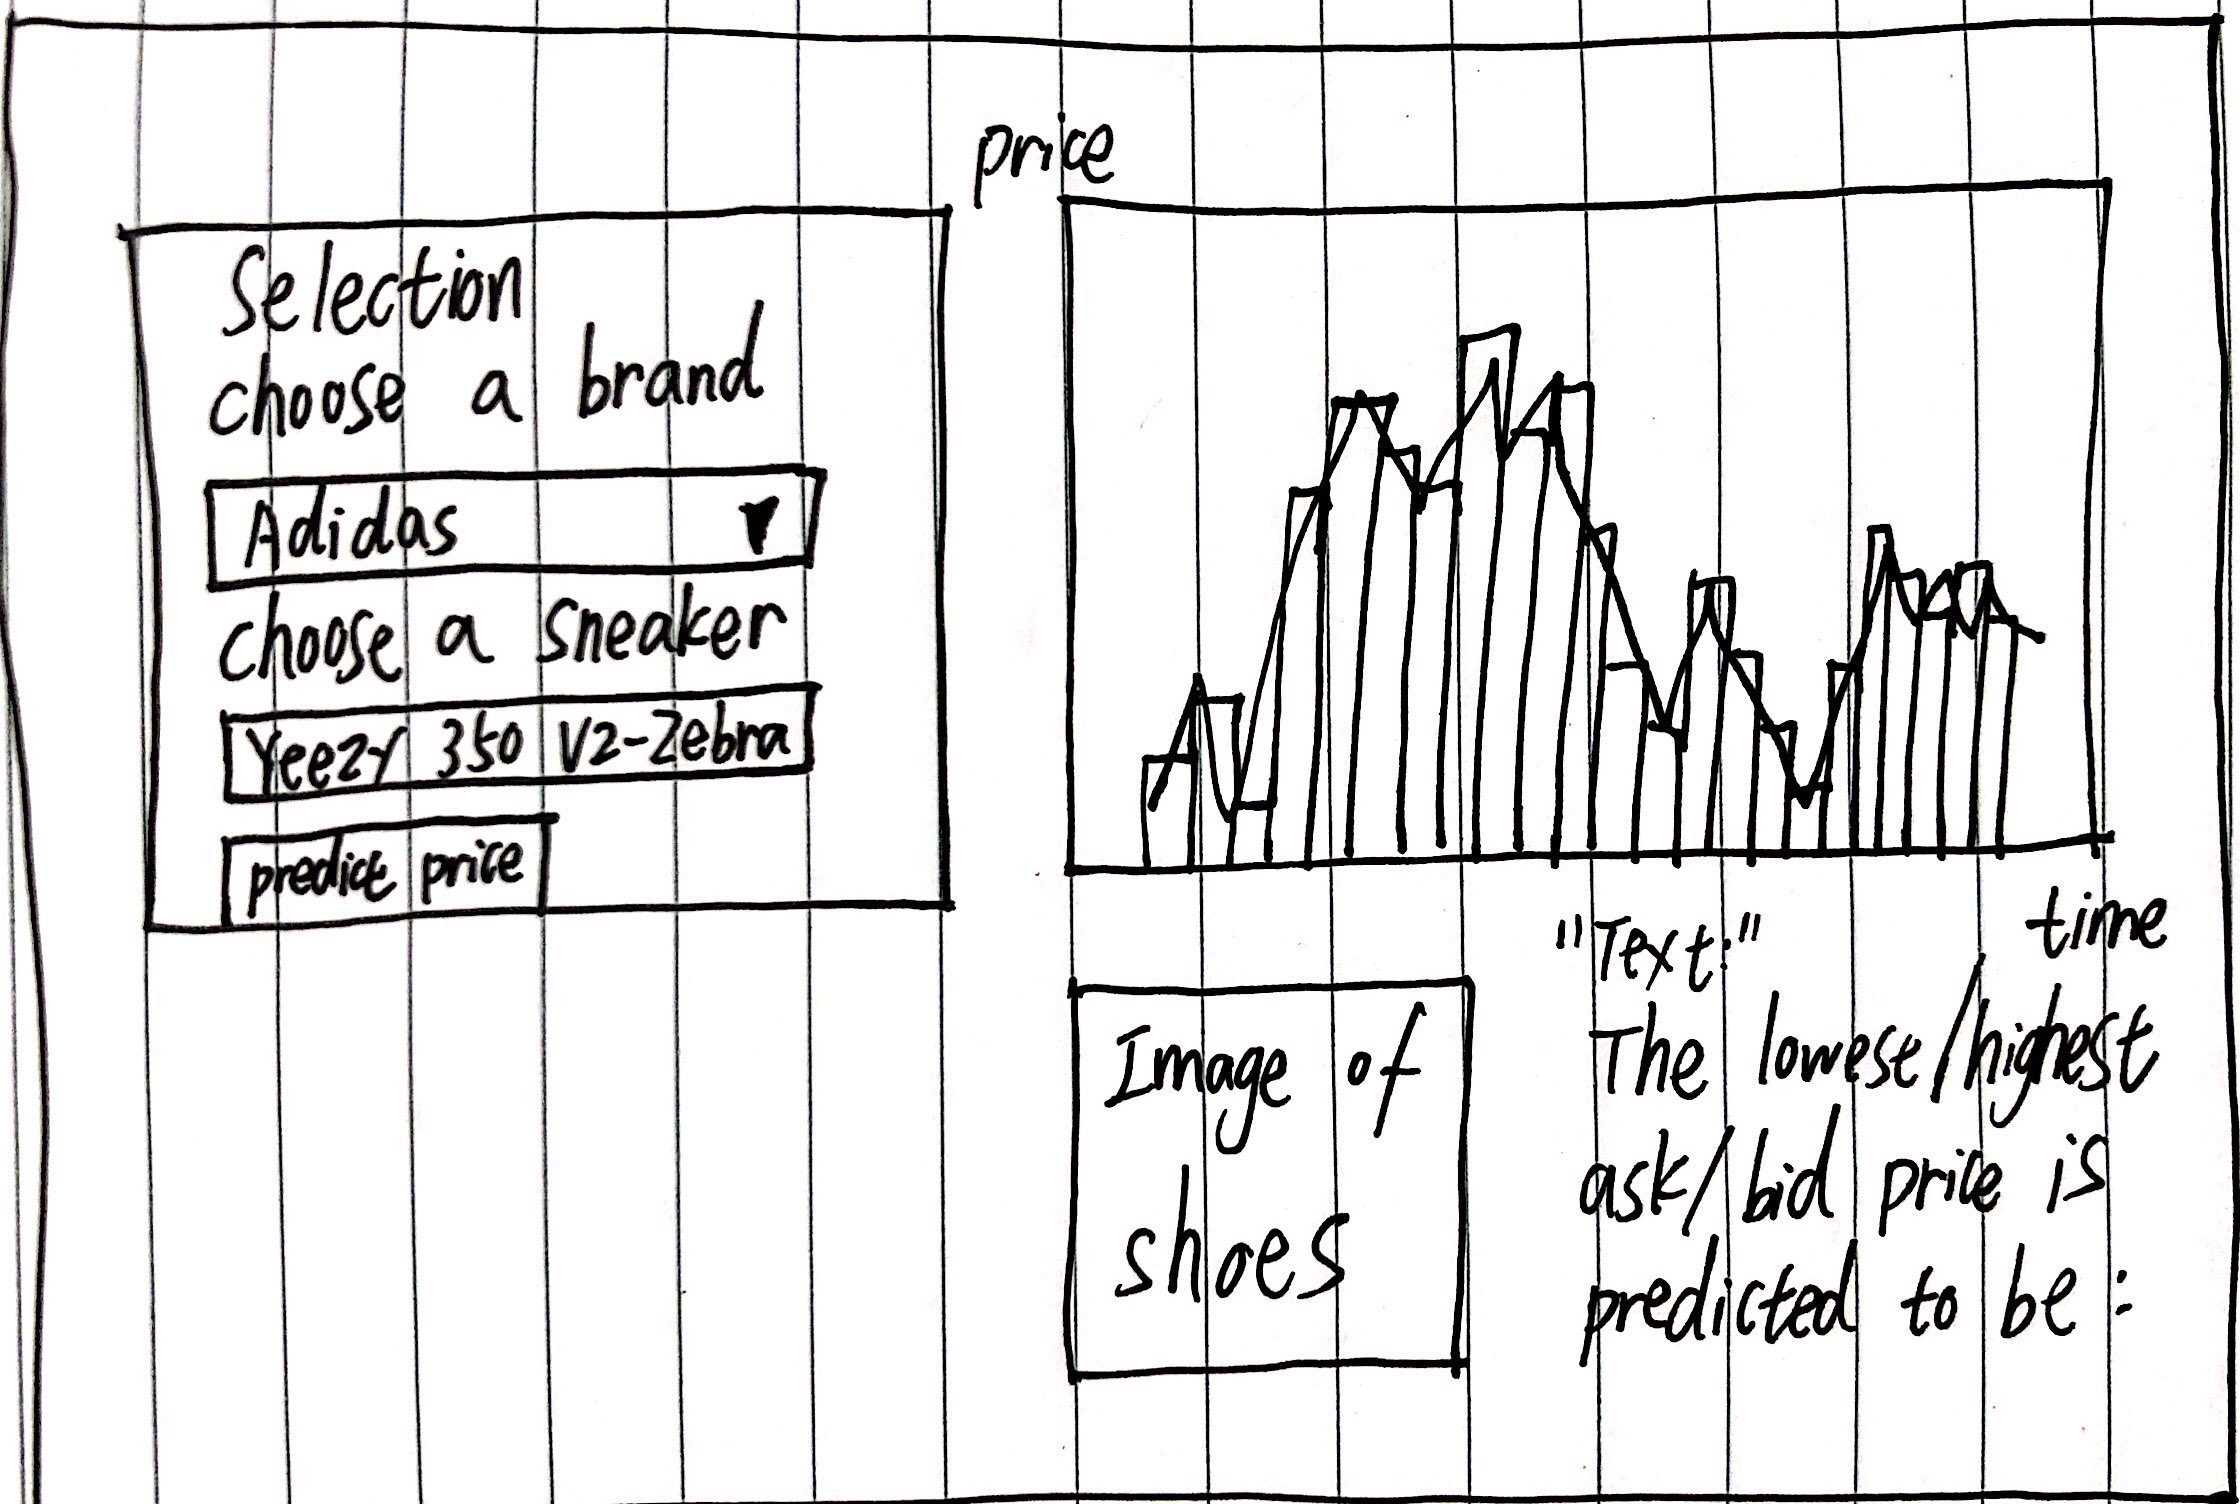 Selection
choose a brand
Adidas
choose a sneaker
Yeezy 350 V2-Zebra
predict price
price
time
"Text:"
The lowest/highest
ask/bid price is
predicted to be :
Image of
shoes